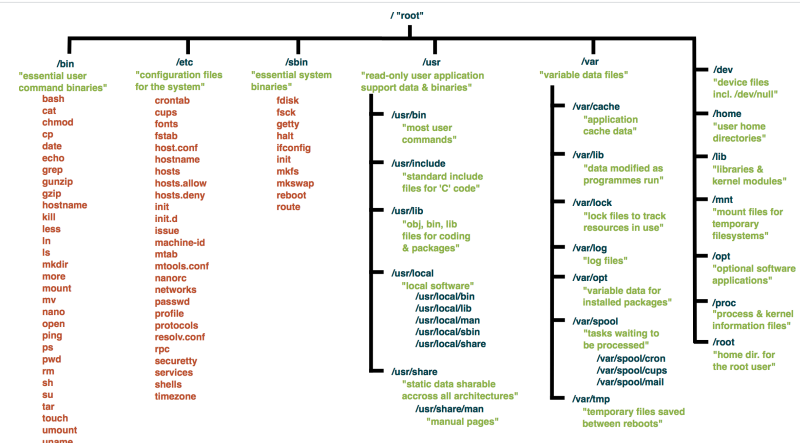 / "root"
/bin
"essential user
command binaries"
bash
cat
chmod
cp
date
echo
grep
gunzip
gzip
hostname
kill
less
ln
ls
mkdir
more
mount
mv
nano
open
ping
ps
pwd
rm
sh
su
tar
touch
umount
uname
/etc
"configuration files
for the system"
crontab
cups
fonts
fstab
host.conf
hostname
hosts
hosts.allow
hosts.deny
init
init.d
issue
machine-id
mtab
mtools.conf
nanorc
networks
passwd
profile
protocols
resolv.conf
rpc
securetty
services
shells
timezone
/sbin
"essential system
binaries"
fdisk
fsck
getty
halt
ifconfig
init
mkfs
mkswap
reboot
route
/usr
"read-only user application
support data & binaries"
/usr/bin
"most user
commands"
/usr/include
"standard include
files for 'C' code"
/usr/lib
"obj, bin, lib
files for coding
& packages"
/usr/local
"local software"
/usr/local/bin
/usr/local/lib
/usr/local/man
/usr/local/sbin
/usr/local/share
/usr/share
"static data sharable
accross all architectures"
/usr/share/man
"manual pages"
/var
"variable data files"
/var/cache
"application
cache data"
/var/lib
"data modified as
programmes run"
/var/lock
"lock files to track
resources in use"
/var/log
"log files"
/var/opt
"variable data for
installed packages"
/var/spool
"tasks waiting to
be processed"
/var/spool/cron
/var/spool/cups
/var/spool/mail
/var/tmp
"temporary files saved
between reboots"
/dev
"device files
incl. /dev/null"
/home
"user home
directories"
/lib
"libraries &
kernel modules"
/mnt
"mount files for
temporary
filesystems"
/opt
"optional software
applications"
/proc
"process & kernel
information files"
/root
"home dir. for
the root user"